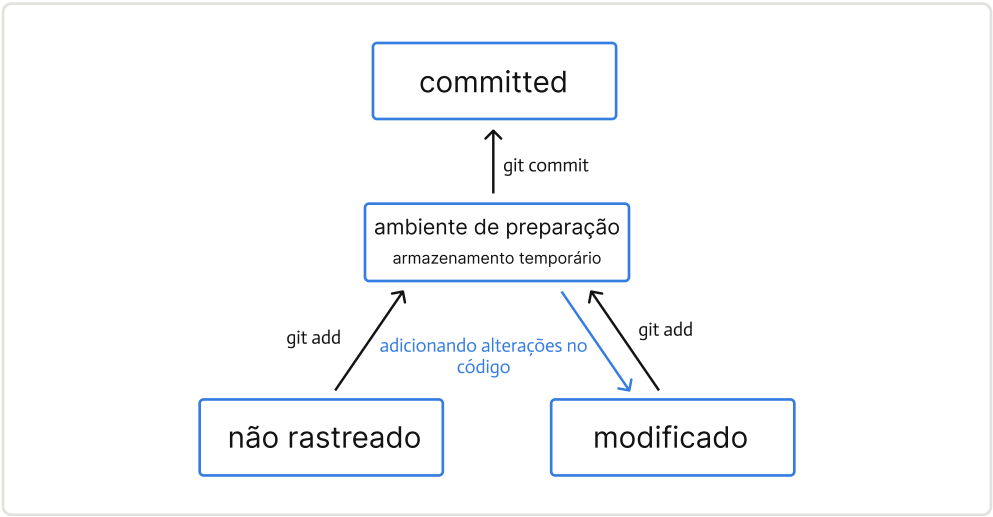 committed
git commit
ambiente de preparação
armazenamento temporário
git add
adicionando alterações no
código
git add
não rastreado
modificado